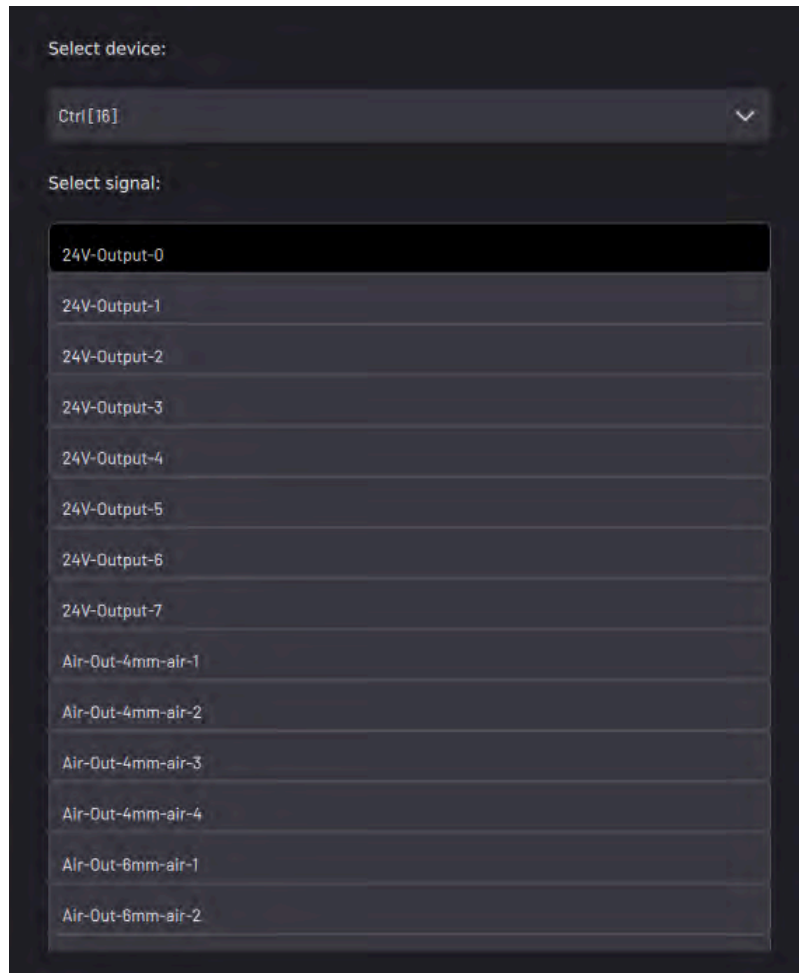 Select device:
Ctrl[16]
Select signal:
24V-Output-0
24V-Output-1
24V-Output-2
24V-Output-3
24V-Output-4
24V-Output-5
24V-Output-6
24V-Output-7
Air-Out-4mm-air-1
Air-Out-4mm-air-2
Air-Out-4mm-air-3
Air-Out-4mm-air-4
Air-Out-6mm-air-1
Air-Out-6mm-air-2